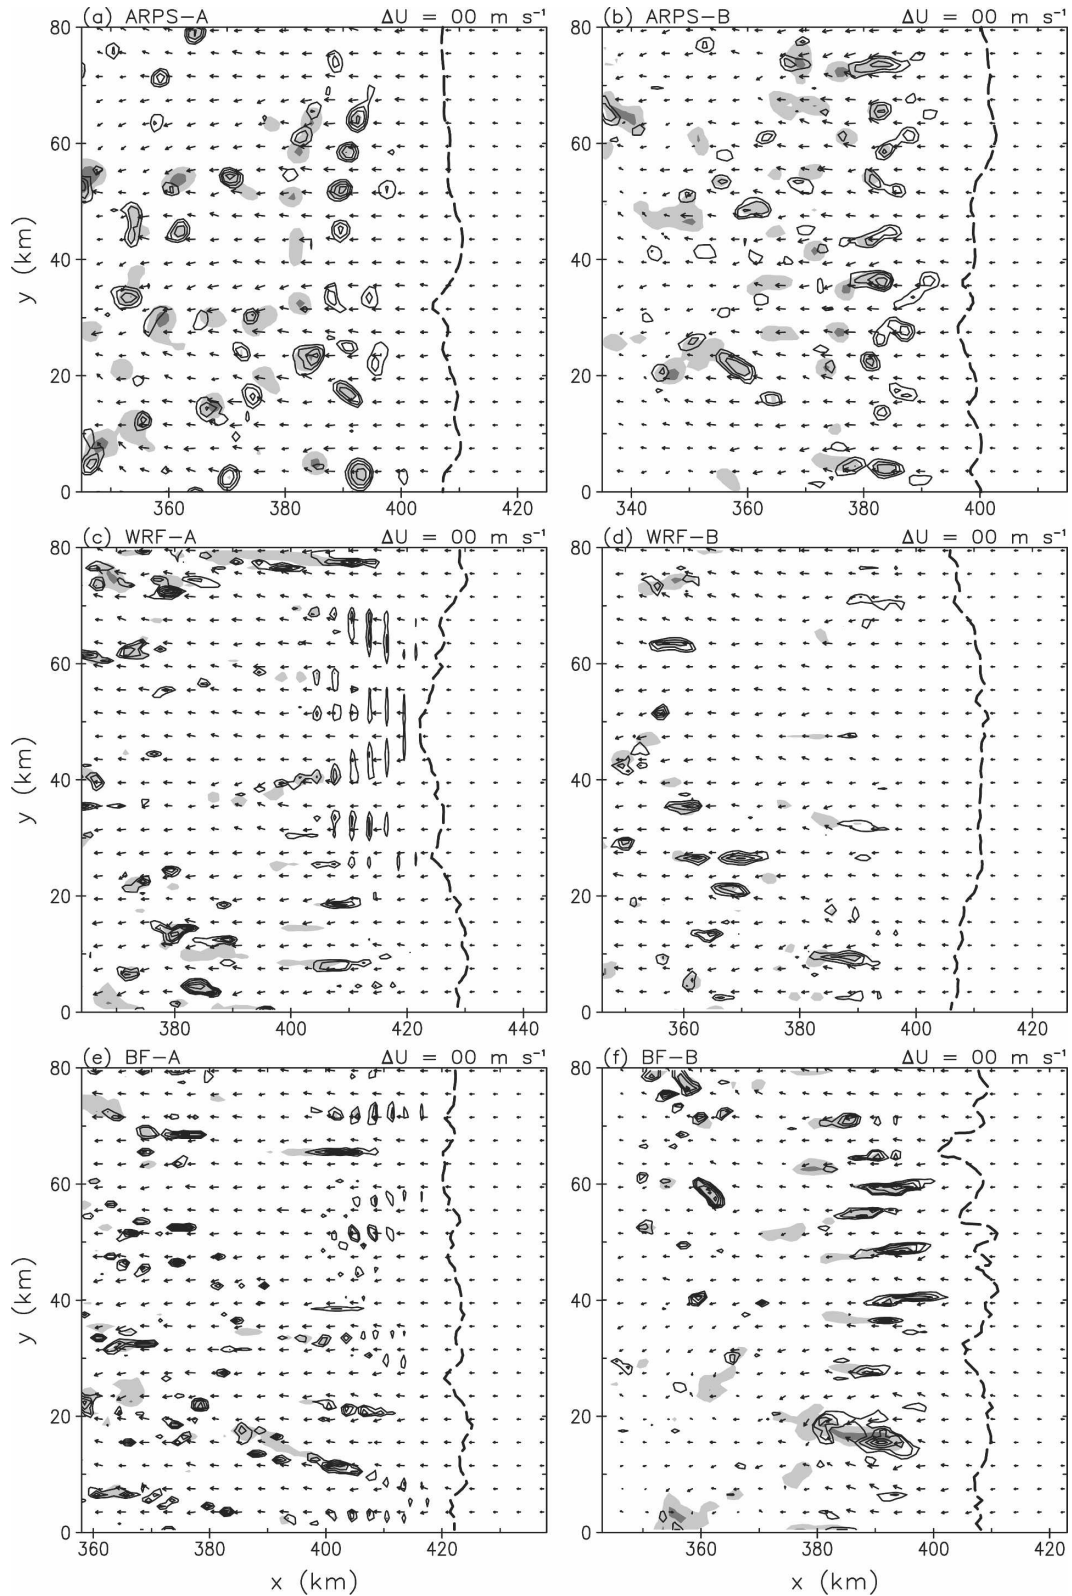 (a) ARPS-A ΔU = 00 m s⁻¹
(b) ARPS-B ΔU = 00 m s⁻¹
80
60
40
20
0
y (km)
360 380 400 420
80
60
40
20
0
340 360 380 400
(c) WRF-A ΔU = 00 m s⁻¹
(d) WRF-B ΔU = 00 m s⁻¹
80
60
40
20
0
y (km)
380 400 420 440
80
60
40
20
0
360 380 400 420
(e) BF-A ΔU = 00 m s⁻¹
(f) BF-B ΔU = 00 m s⁻¹
80
60
40
20
0
y (km)
360 380 400 420
x (km)
80
60
40
20
0
360 380 400 420
x (km)